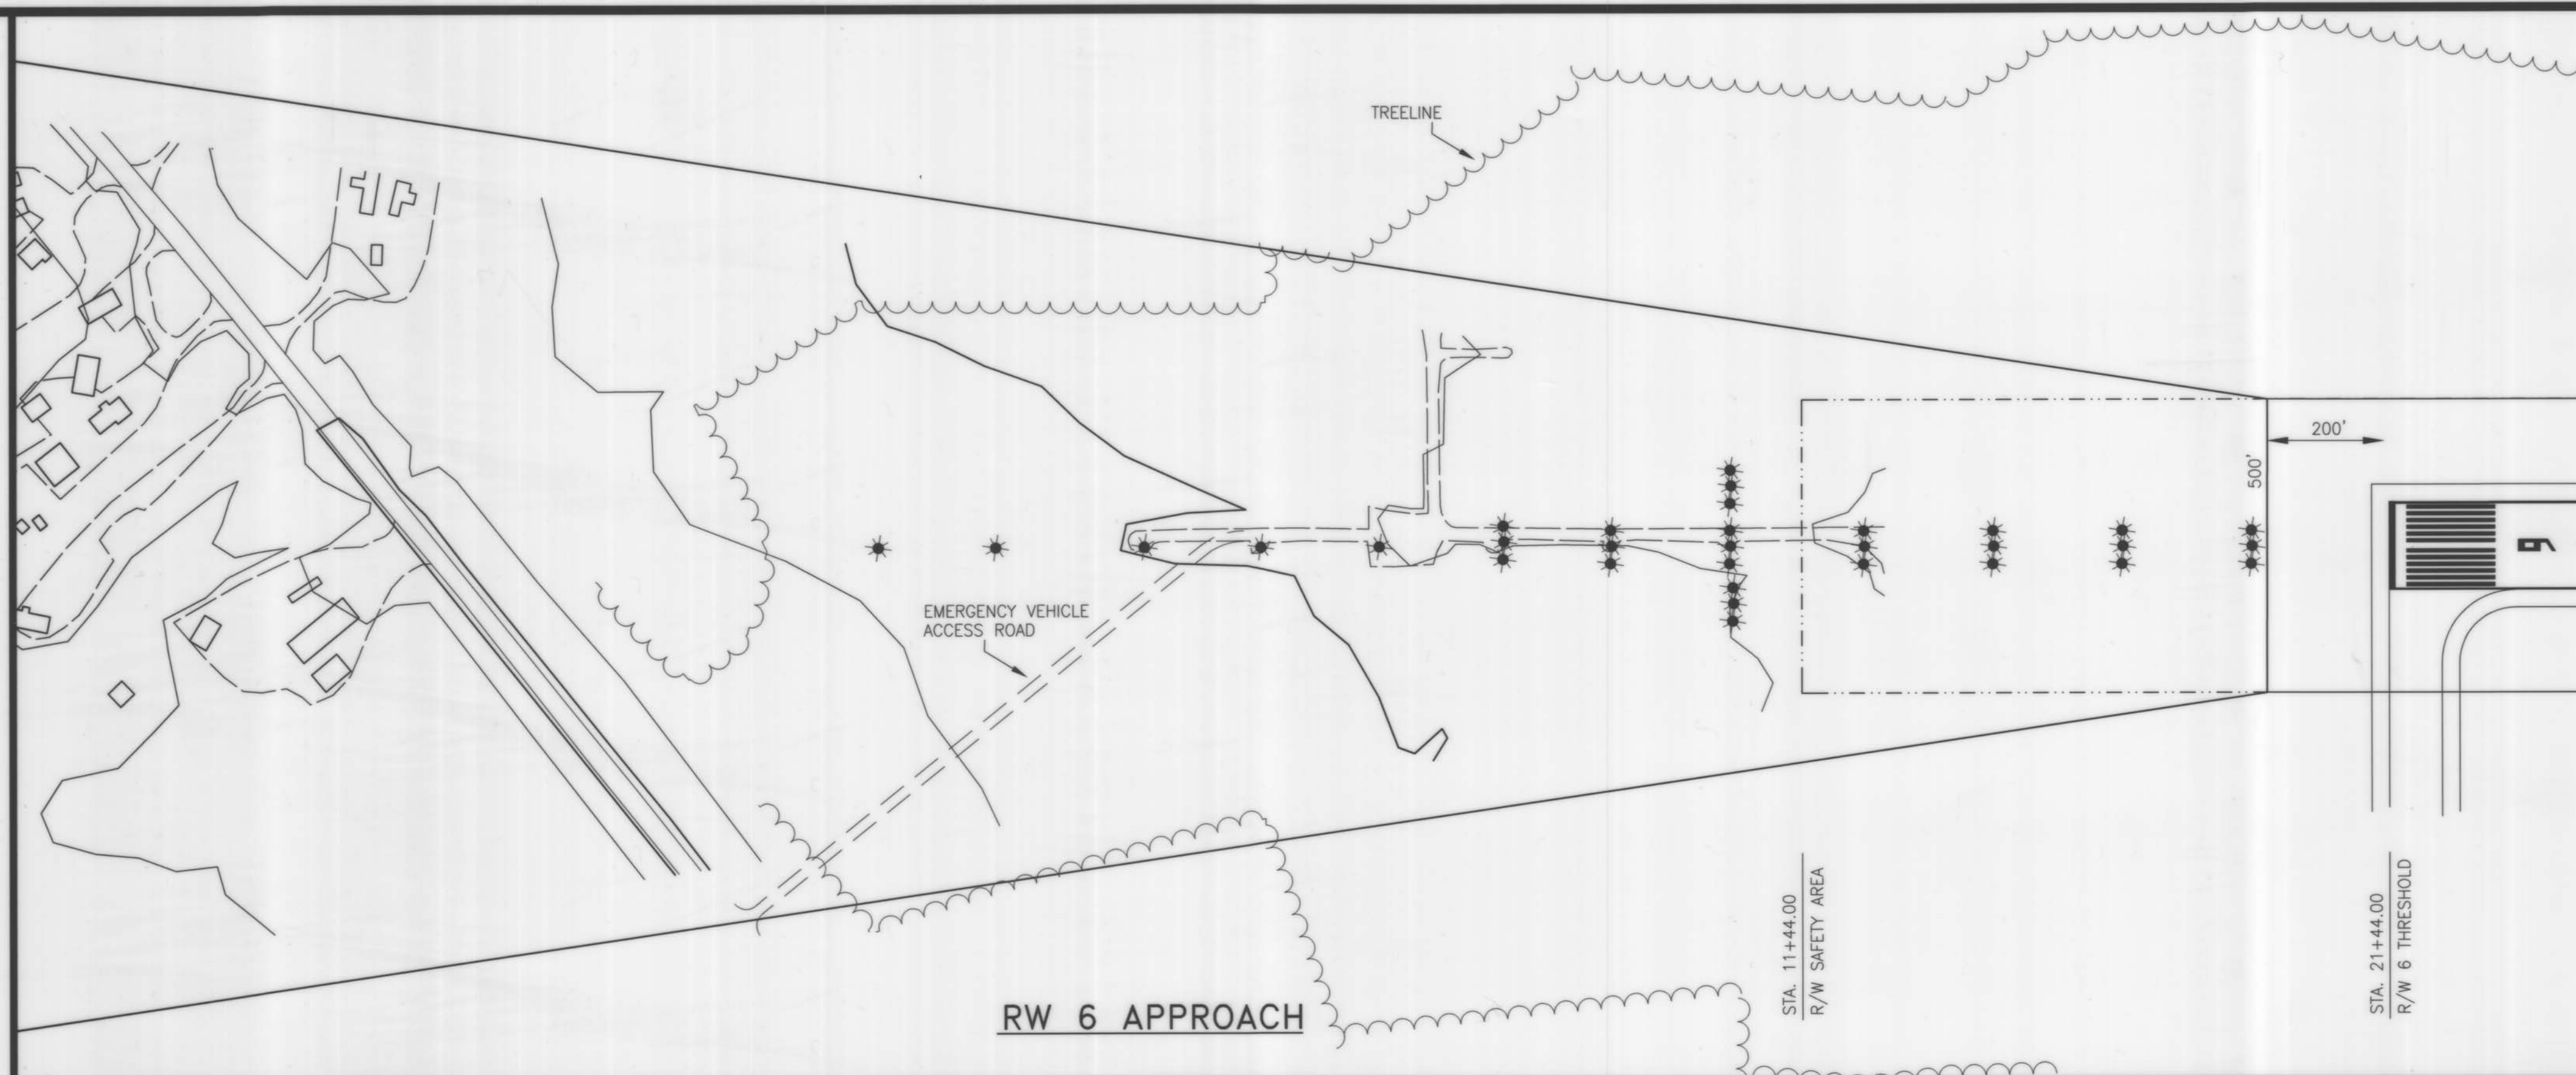 TREELINE
200'
500'
6
EMERGENCY VEHICLE
ACCESS ROAD
STA. 11+44.00
R/W SAFETY AREA
STA. 21+44.00
R/W 6 THRESHOLD
RW 6 APPROACH